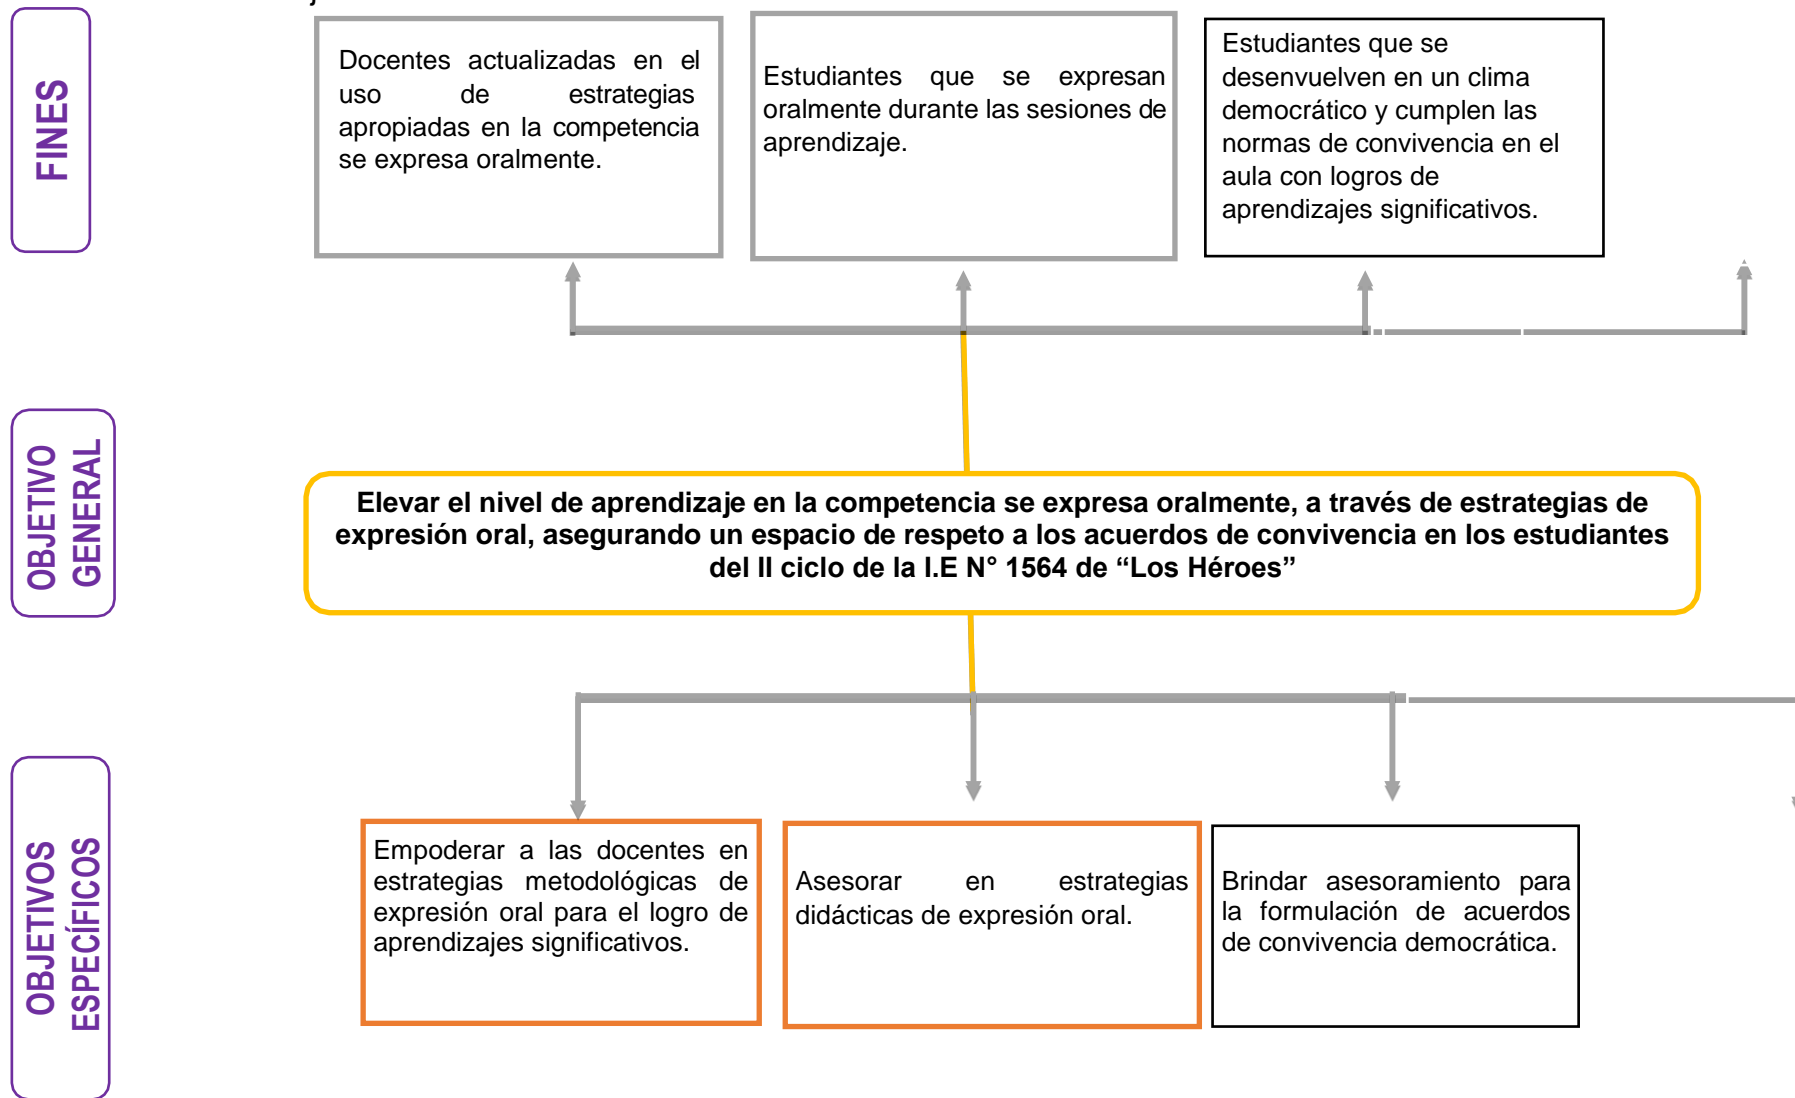 FINES
Docentes actualizadas en el
uso de estrategias
apropiadas en la competencia
se expresa oralmente.
Estudiantes que se expresan
oralmente durante las sesiones de
aprendizaje.
Estudiantes que se
desenvuelven en un clima
democrático y cumplen las
normas de convivencia en el
aula con logros de
aprendizajes significativos.
OBJETIVO
GENERAL
Elevar el nivel de aprendizaje en la competencia se expresa oralmente, a través de estrategias de
expresión oral, asegurando un espacio de respeto a los acuerdos de convivencia en los estudiantes
del II ciclo de la I.E N° 1564 de “Los Héroes”
OBJETIVOS
ESPECÍFICOS
Empoderar a las docentes en
estrategias metodológicas de
expresión oral para el logro de
aprendizajes significativos.
Asesorar en estrategias
didácticas de expresión oral.
Brindar asesoramiento para
la formulación de acuerdos
de convivencia democrática.